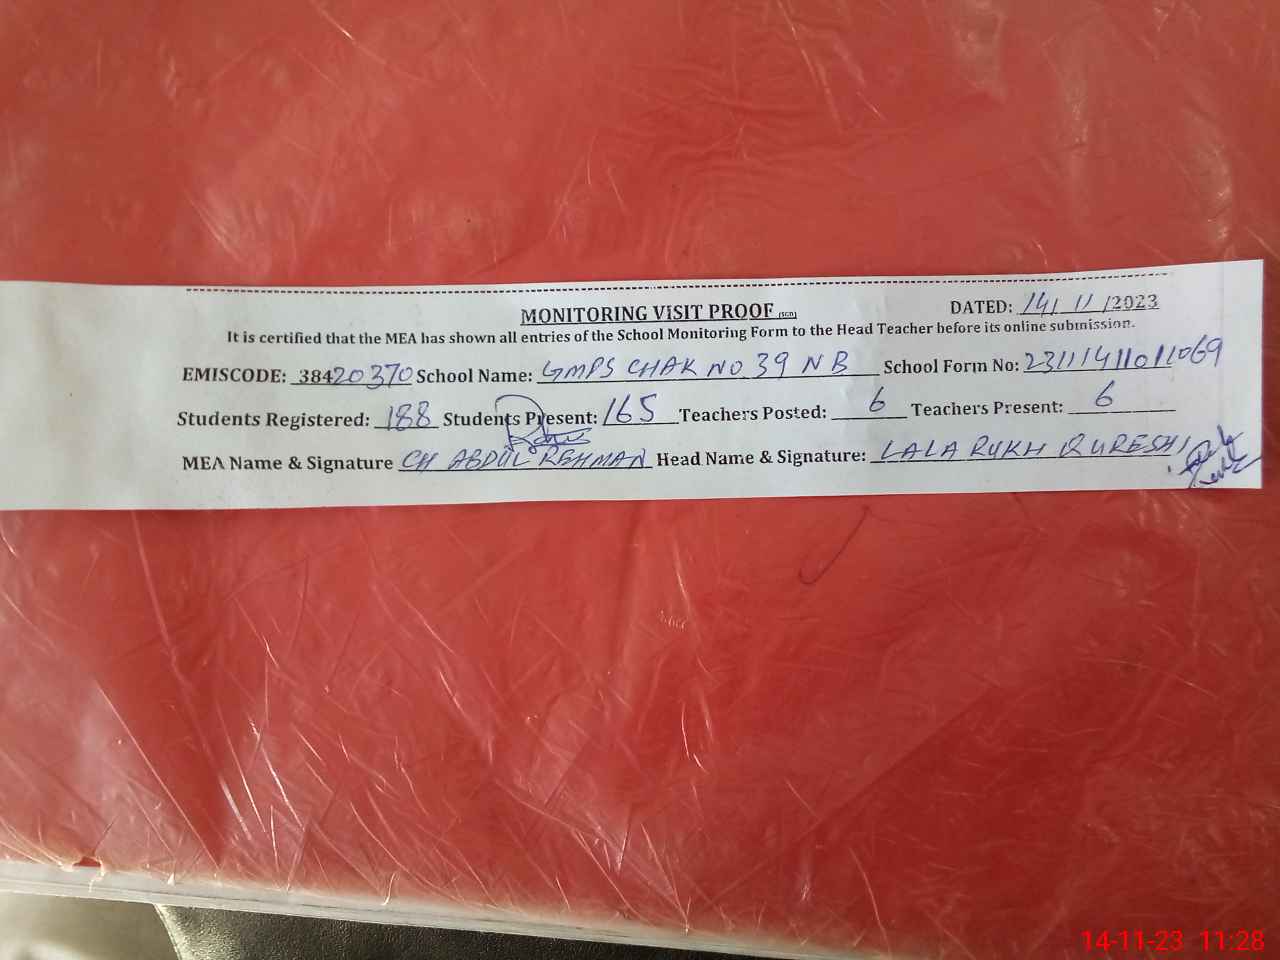 MONITORING VISIT PROOF (SGD) DATED: 14/ 11 /2023
It is certified that the MEA has shown all entries of the School Monitoring Form to the Head Teacher before its online submission.
EMISCODE: 38420370 School Name: GMPS CHAK NO 39 NB School Form No: 23111411011069
Students Registered: 188 Students Present: 165 Teachers Posted: 6 Teachers Present: 6
MEA Name & Signature CH ABDUL REHMAN Head Name & Signature: LALA RUKH QURESHI
14-11-23 11:28